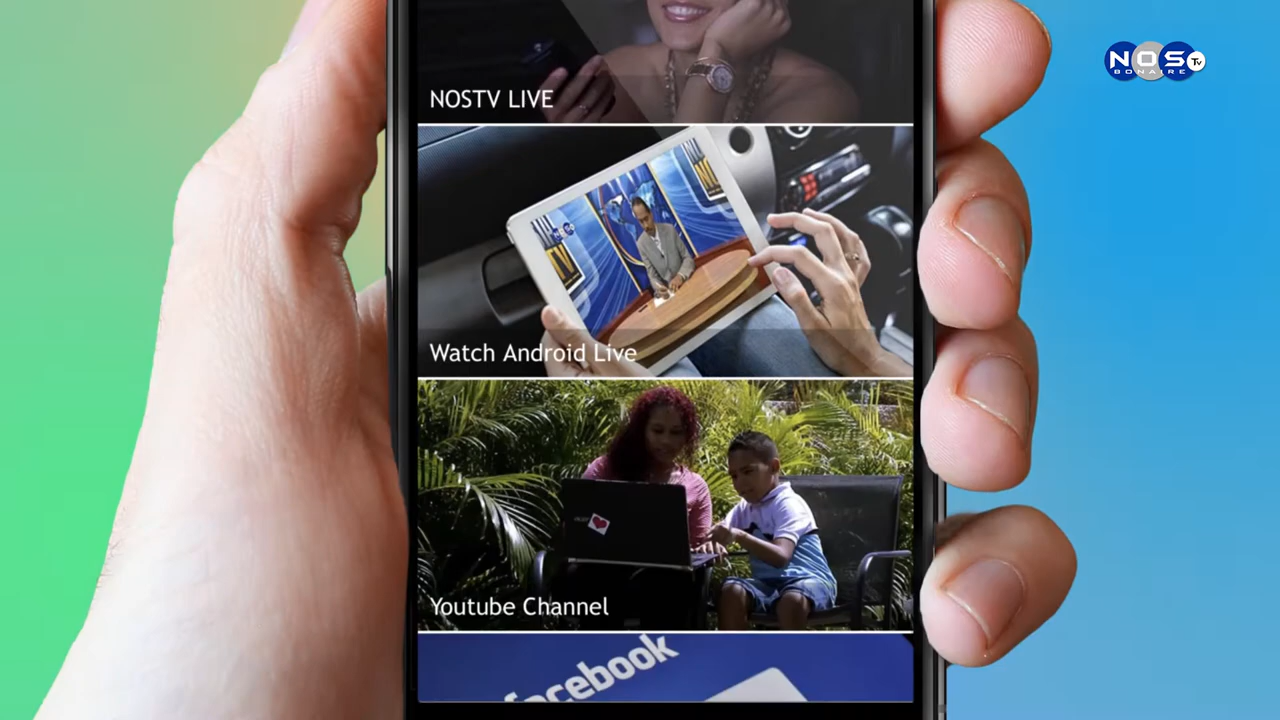 NOSTV LIVE
NOS TV
BONAIRE
Watch Android Live
Youtube Channel
facebook